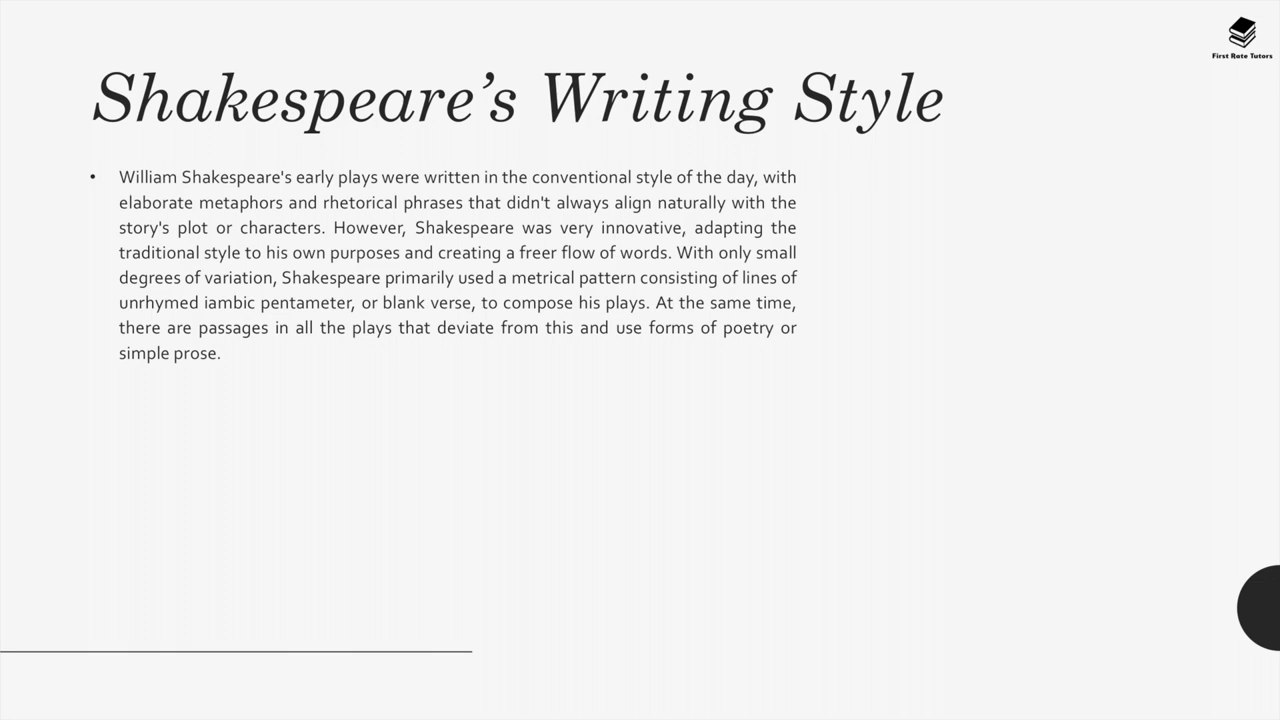 First Rate Tutors
Shakespeare’s Writing Style
• William Shakespeare's early plays were written in the conventional style of the day, with
elaborate metaphors and rhetorical phrases that didn't always align naturally with the
story's plot or characters. However, Shakespeare was very innovative, adapting the
traditional style to his own purposes and creating a freer flow of words. With only small
degrees of variation, Shakespeare primarily used a metrical pattern consisting of lines of
unrhymed iambic pentameter, or blank verse, to compose his plays. At the same time,
there are passages in all the plays that deviate from this and use forms of poetry or
simple prose.